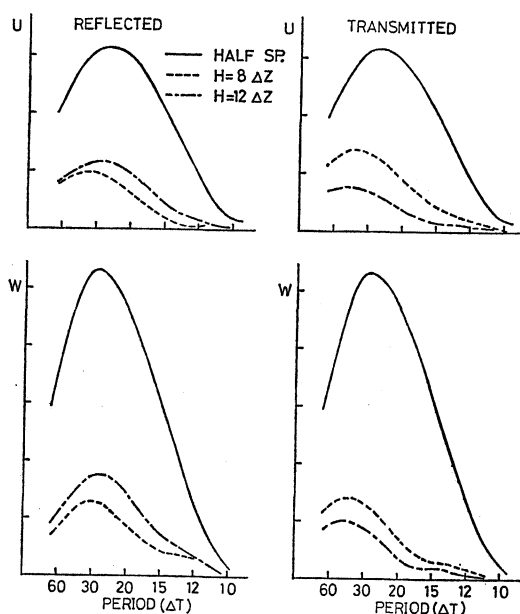 U REFLECTED
HALF SP.
H=8 ΔZ
H=12 ΔZ
U TRANSMITTED
W
60 30 20 15 12 10
PERIOD(ΔT)
W
60 30 20 15 12 10
PERIOD(ΔT)